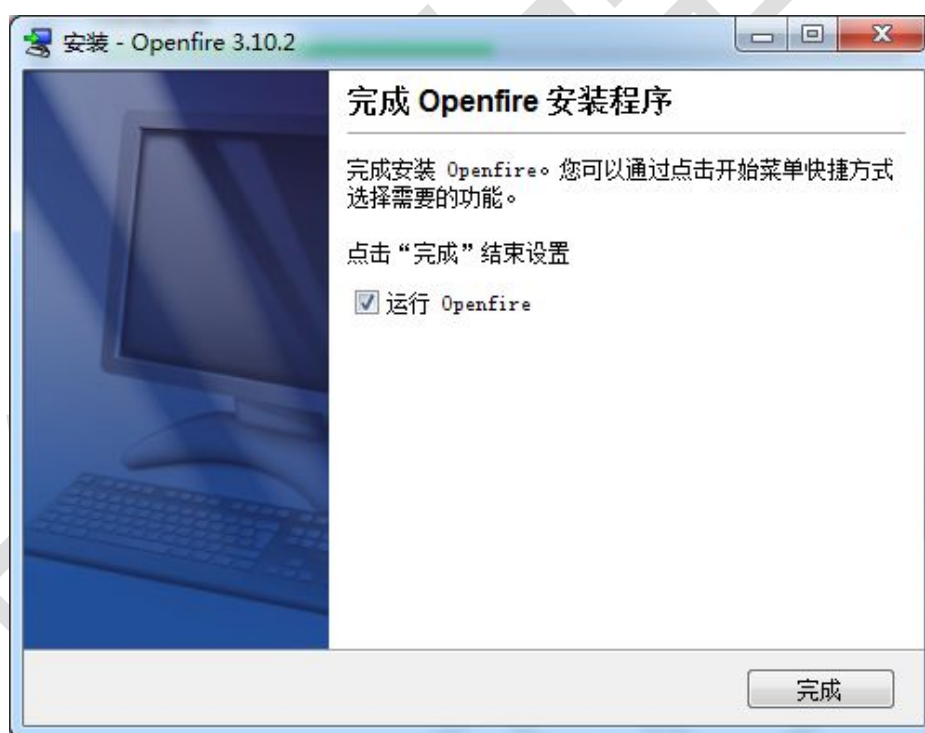 安装 - Openfire 3.10.2
完成 Openfire 安装程序
完成安装 Openfire。您可以通过点击开始菜单快捷方式
选择需要的功能。
点击“完成”结束设置
运行 Openfire
完成